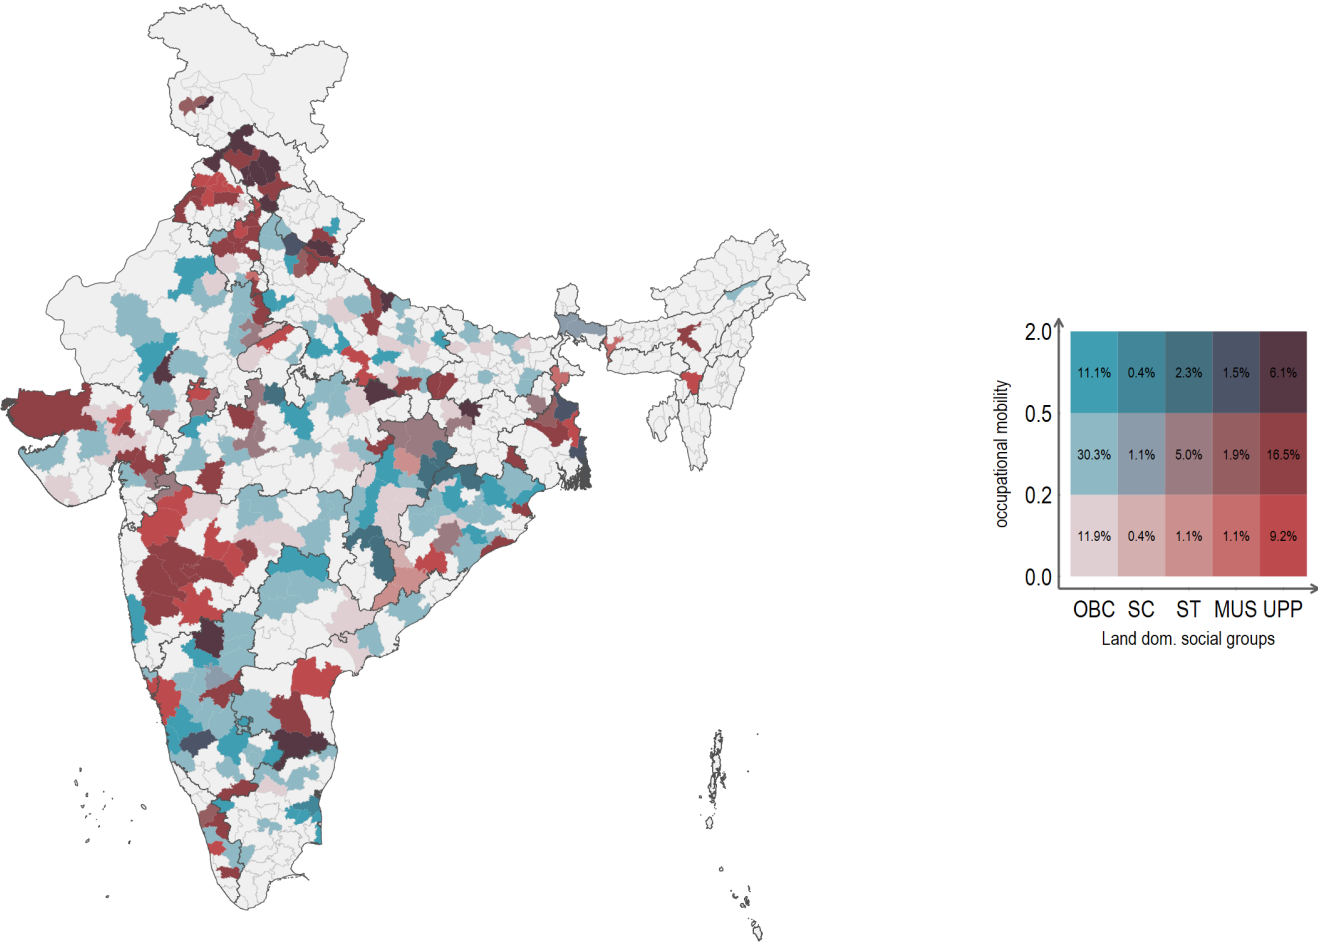 2.0
11.1% 0.4% 2.3% 1.5% 6.1%
0.5
30.3% 1.1% 5.0% 1.9% 16.5%
0.2
11.9% 0.4% 1.1% 1.1% 9.2%
0.0
occupational mobility
OBC SC ST MUS UPP
Land dom. social groups